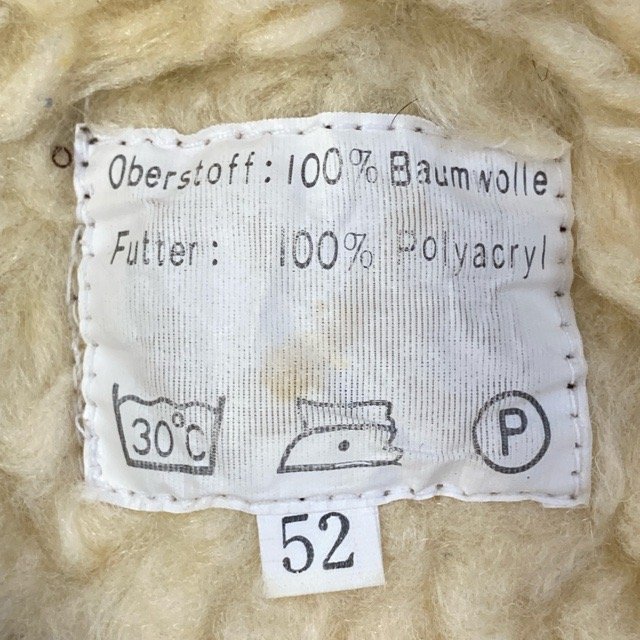 Oberstoff: 100% Baumwolle
Futter: 100% Polyacryl
30°C P
52